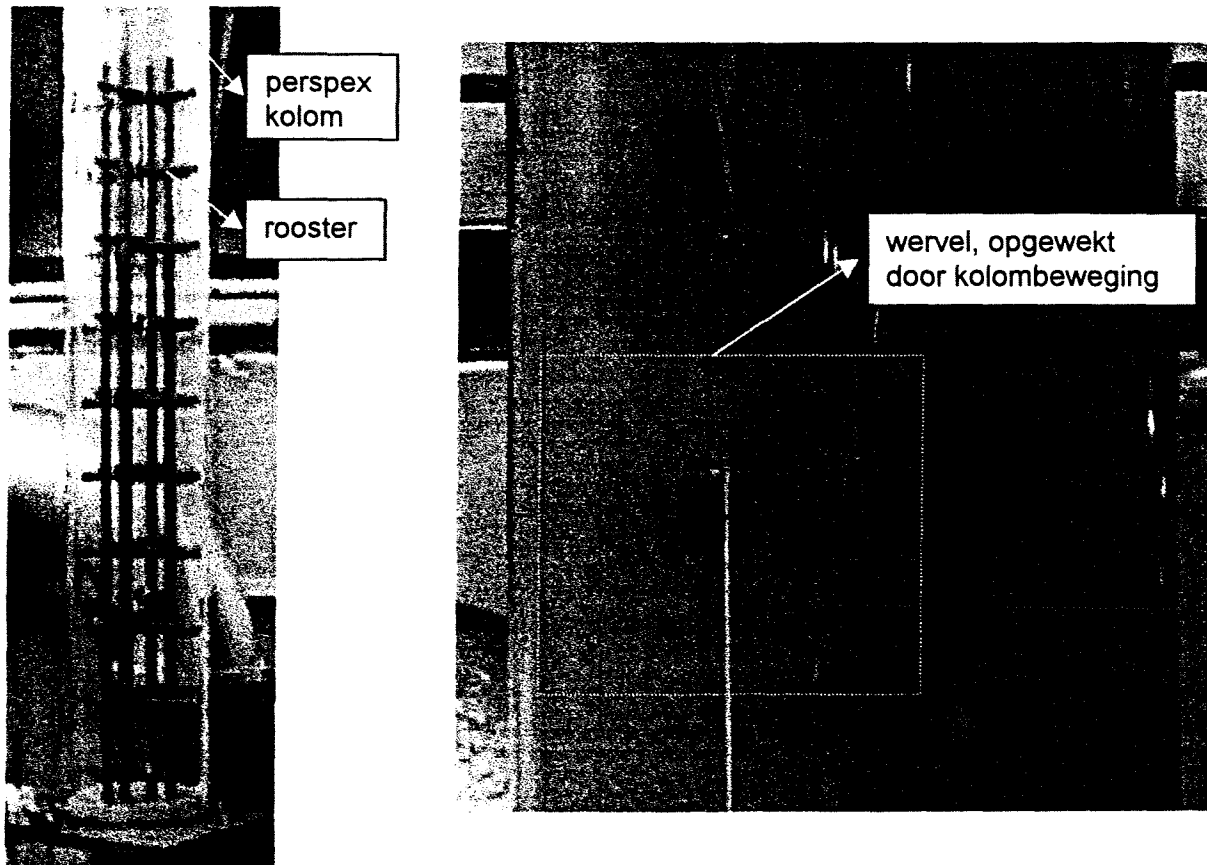 perspex
kolom
rooster
wervel, opgewekt
door kolombeweging